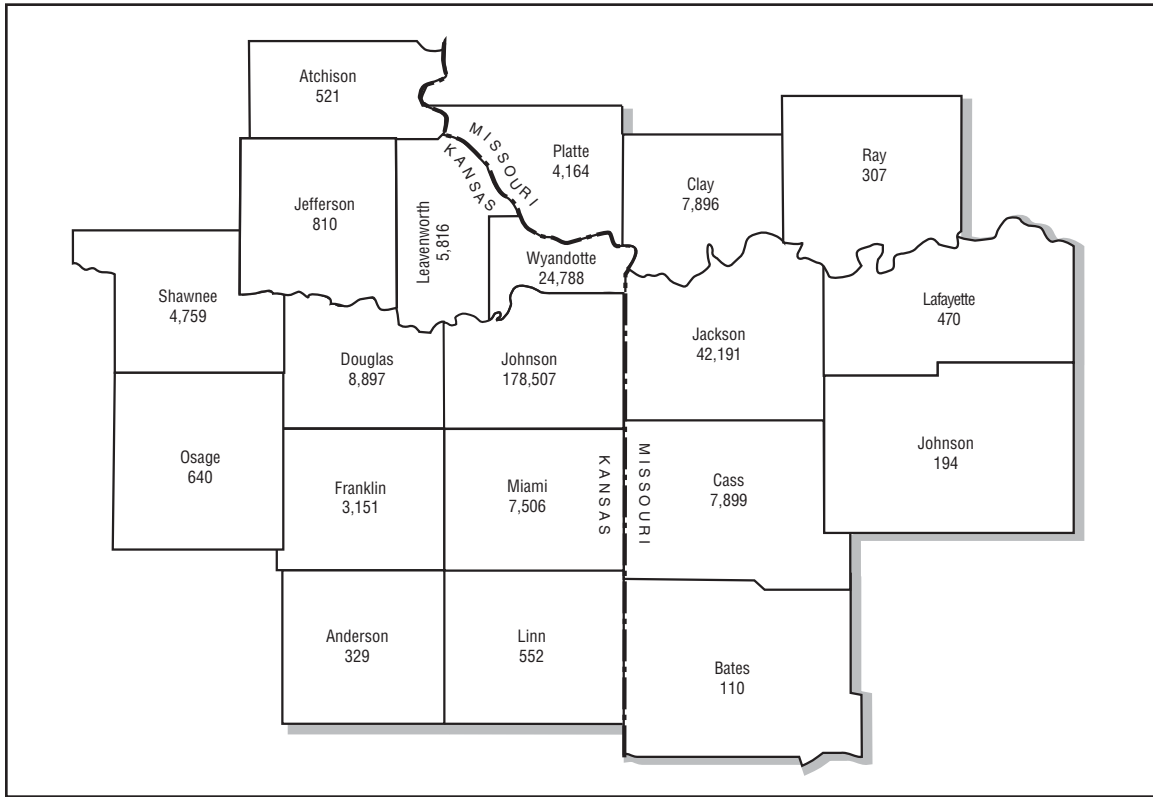 Atchison
521
MISSOURI
KANSAS
Platte
4,164
Ray
307
Clay
7,896
Jefferson
810
Leavenworth
5,816
Wyandotte
24,788
Shawnee
4,759
Lafayette
470
Jackson
42,191
Douglas
8,897
Johnson
178,507
Johnson
194
Osage
640
Franklin
3,151
Miami
7,506
KANSAS
MISSOURI
Cass
7,899
Anderson
329
Linn
552
Bates
110